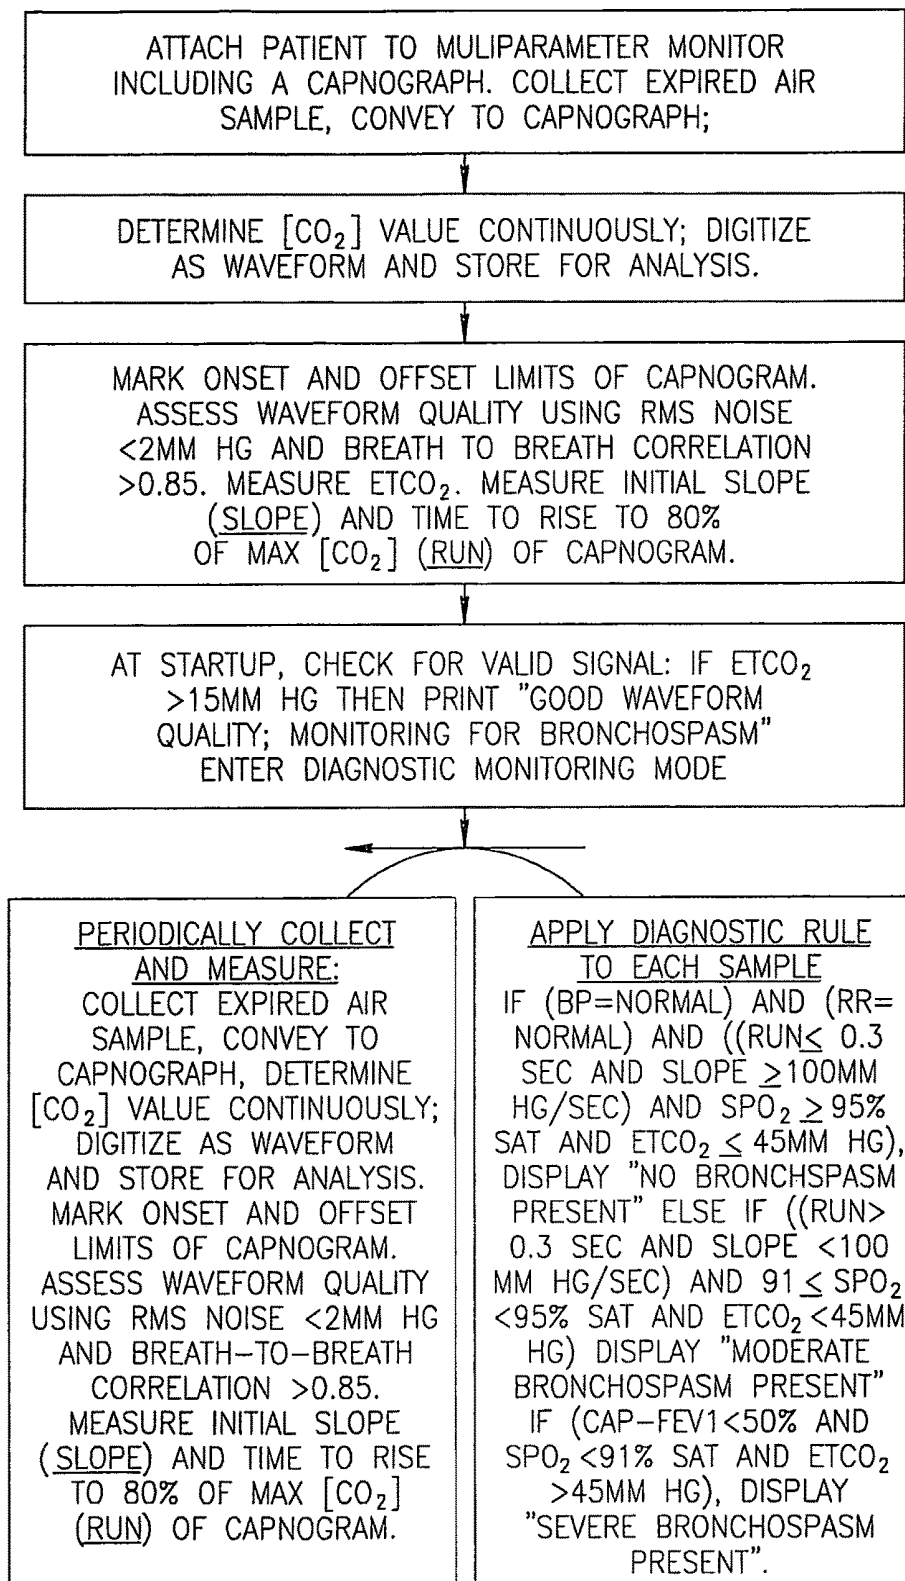 ATTACH PATIENT TO MULIPARAMETER MONITOR
INCLUDING A CAPNOGRAPH. COLLECT EXPIRED AIR
SAMPLE, CONVEY TO CAPNOGRAPH;
DETERMINE [CO₂] VALUE CONTINUOUSLY; DIGITIZE
AS WAVEFORM AND STORE FOR ANALYSIS.
MARK ONSET AND OFFSET LIMITS OF CAPNOGRAM.
ASSESS WAVEFORM QUALITY USING RMS NOISE
<2MM HG AND BREATH TO BREATH CORRELATION
>0.85. MEASURE ETCO₂. MEASURE INITIAL SLOPE
(SLOPE) AND TIME TO RISE TO 80%
OF MAX [CO₂] (RUN) OF CAPNOGRAM.
AT STARTUP, CHECK FOR VALID SIGNAL: IF ETCO₂
>15MM HG THEN PRINT "GOOD WAVEFORM
QUALITY; MONITORING FOR BRONCHOSPASM"
ENTER DIAGNOSTIC MONITORING MODE
PERIODICALLY COLLECT
AND MEASURE:
COLLECT EXPIRED AIR
SAMPLE, CONVEY TO
CAPNOGRAPH, DETERMINE
[CO₂] VALUE CONTINUOUSLY;
DIGITIZE AS WAVEFORM
AND STORE FOR ANALYSIS.
MARK ONSET AND OFFSET
LIMITS OF CAPNOGRAM.
ASSESS WAVEFORM QUALITY
USING RMS NOISE <2MM HG
AND BREATH-TO-BREATH
CORRELATION >0.85.
MEASURE INITIAL SLOPE
(SLOPE) AND TIME TO RISE
TO 80% OF MAX [CO₂]
(RUN) OF CAPNOGRAM.
APPLY DIAGNOSTIC RULE
TO EACH SAMPLE
IF (BP=NORMAL) AND (RR=
NORMAL) AND ((RUN≤ 0.3
SEC AND SLOPE ≥100MM
HG/SEC) AND SPO₂ ≥ 95%
SAT AND ETCO₂ ≤ 45MM HG),
DISPLAY "NO BRONCHSPASM
PRESENT" ELSE IF ((RUN>
0.3 SEC AND SLOPE <100
MM HG/SEC) AND 91 ≤ SPO₂
<95% SAT AND ETCO₂ <45MM
HG) DISPLAY "MODERATE
BRONCHOSPASM PRESENT"
IF (CAP-FEV1<50% AND
SPO₂ <91% SAT AND ETCO₂
>45MM HG), DISPLAY
"SEVERE BRONCHOSPASM
PRESENT".